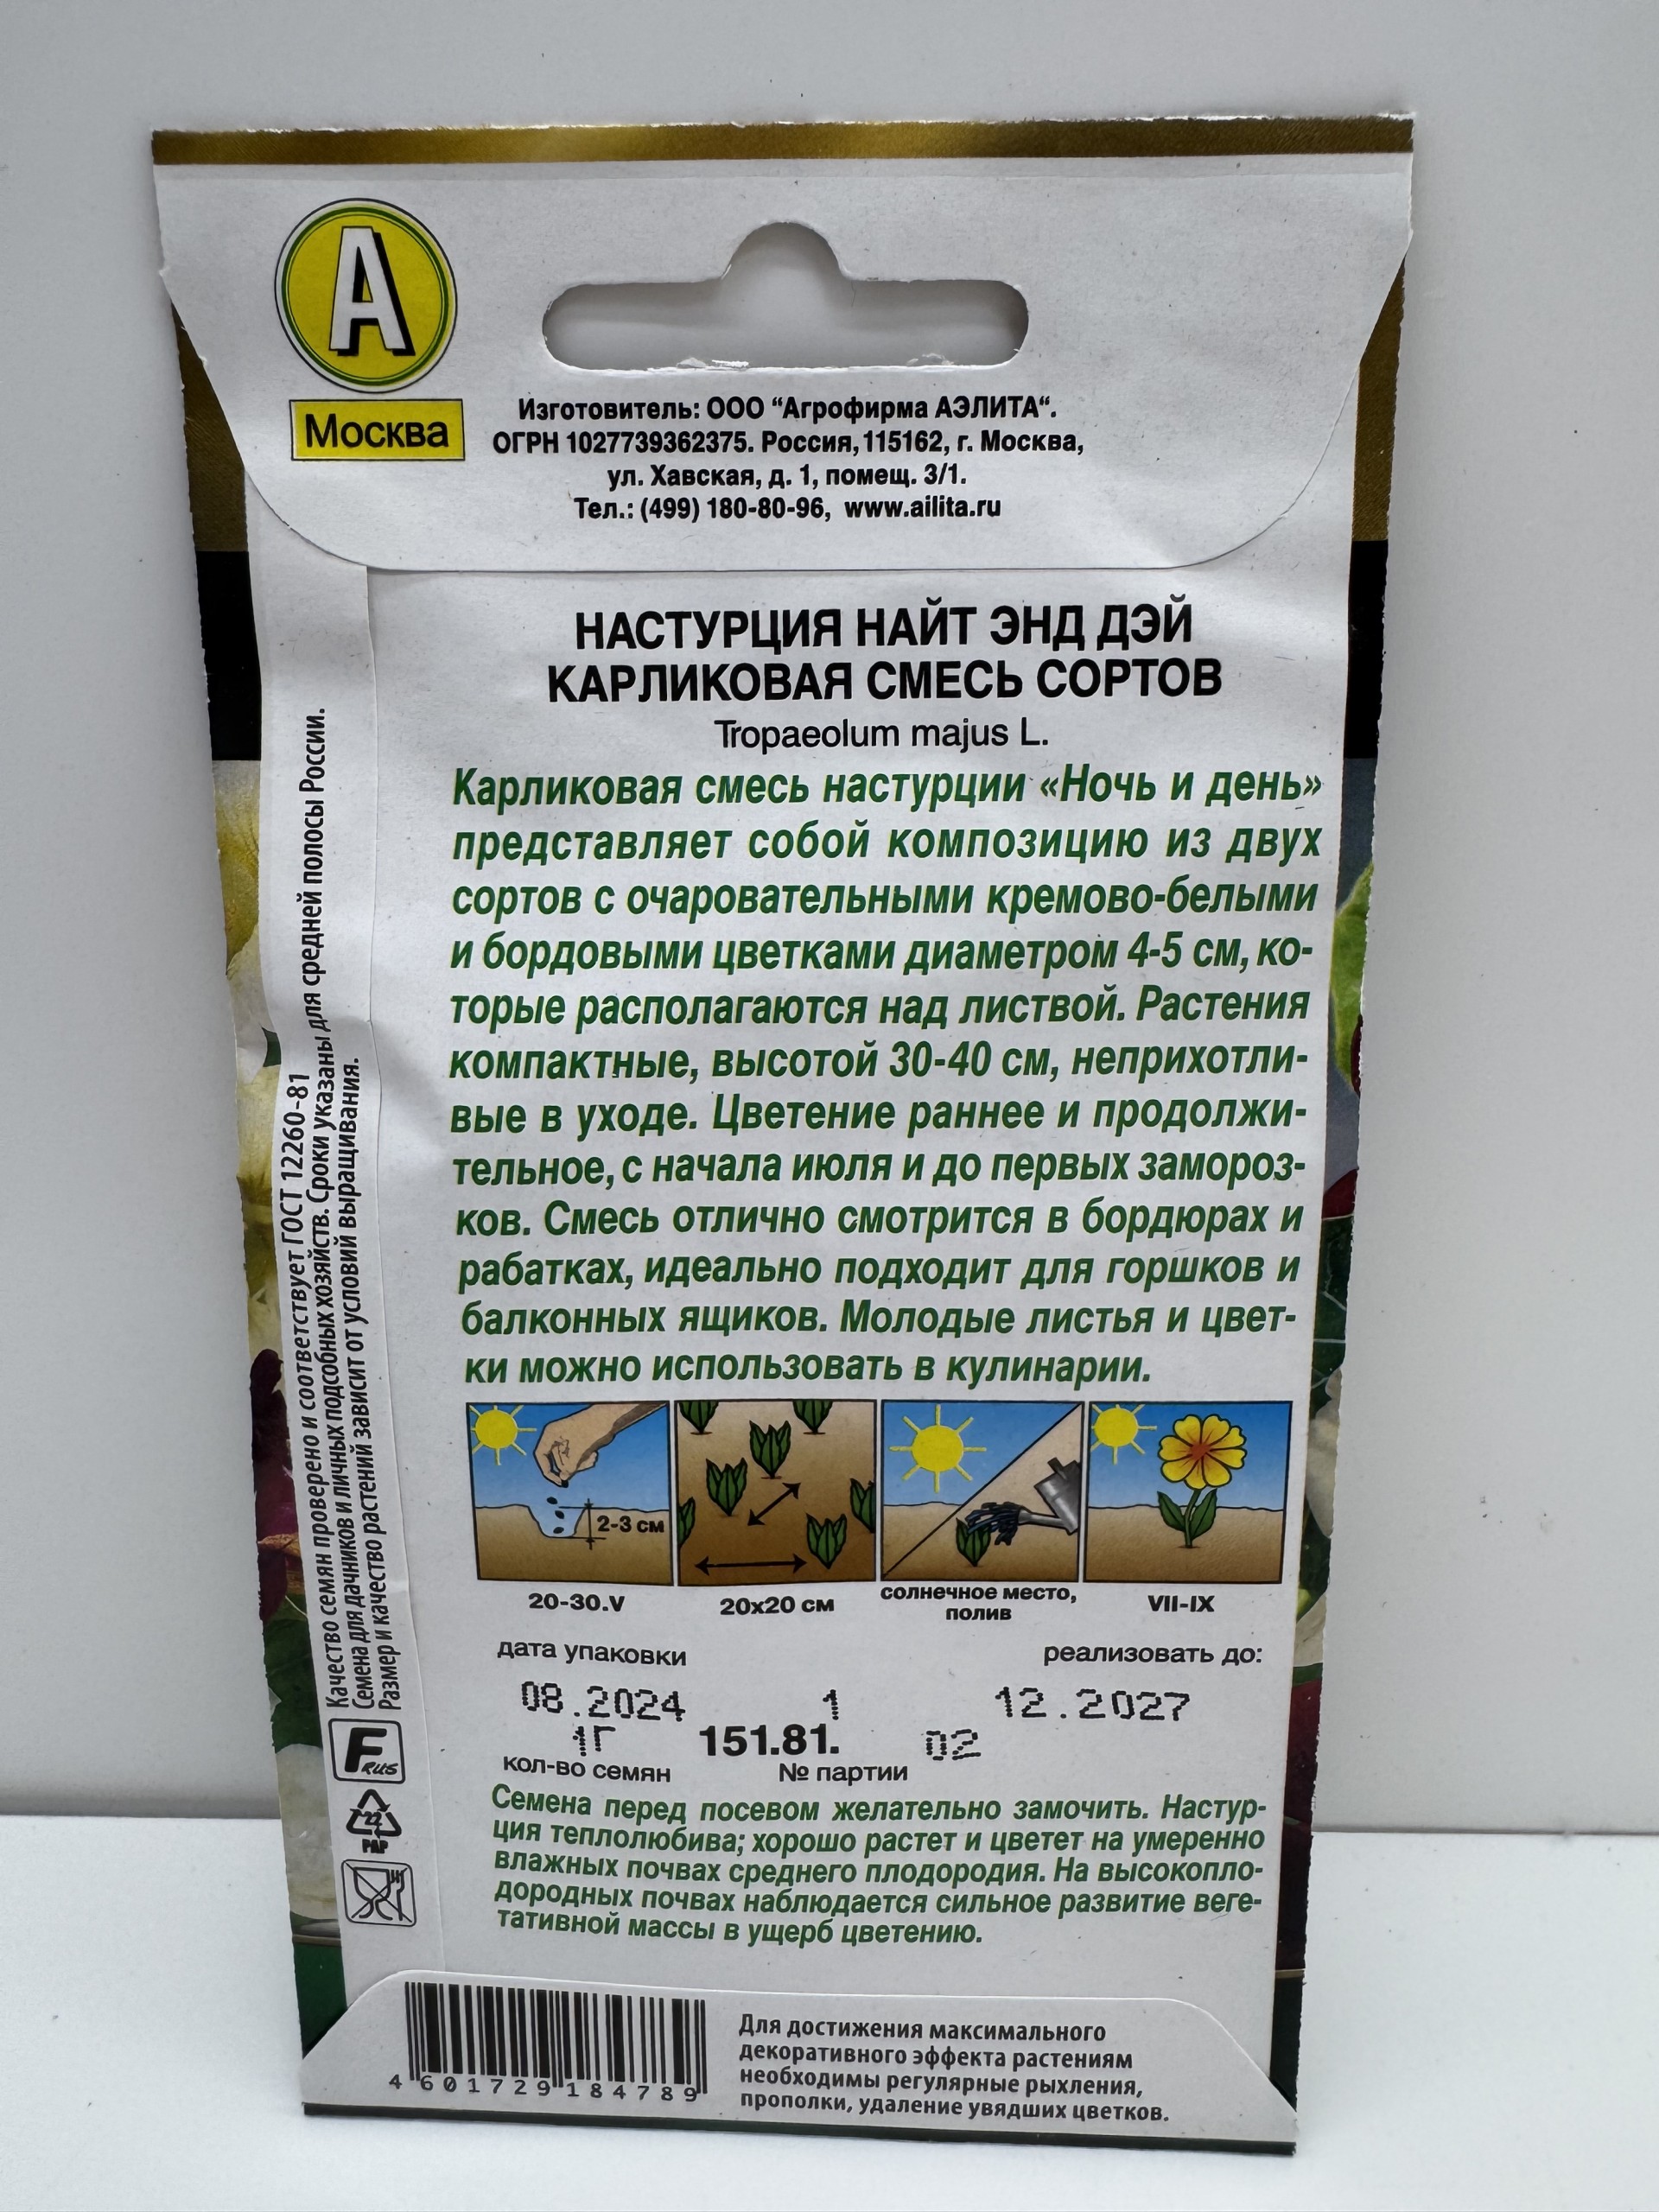 А
Москва
Изготовитель: ООО “Агрофирма АЭЛИТА“.
ОГРН 1027739362375. Россия, 115162, г. Москва,
ул. Хавская, д. 1, помещ. 3/1.
Тел.: (499) 180-80-96, www.ailita.ru
НАСТУРЦИЯ НАЙТ ЭНД ДЭЙ
КАРЛИКОВАЯ СМЕСЬ СОРТОВ
Tropaeolum majus L.
Карликовая смесь настурции «Ночь и день»
представляет собой композицию из двух
сортов с очаровательными кремово-белыми
и бордовыми цветками диаметром 4-5 см, ко-
торые располагаются над листвой. Растения
компактные, высотой 30-40 см, неприхотли-
вые в уходе. Цветение раннее и продолжи-
тельное, с начала июля и до первых замороз-
ков. Смесь отлично смотрится в бордюрах и
рабатках, идеально подходит для горшков и
балконных ящиков. Молодые листья и цвет-
ки можно использовать в кулинарии.
2-3 см
20-30.V
20х20 см
солнечное место,
полив
VII-IX
дата упаковки
реализовать до:
08.2024 1 12.2027
1Г 151.81. 02
кол-во семян
№ партии
Семена перед посевом желательно замочить. Настур-
ция теплолюбива; хорошо растет и цветет на умеренно
влажных почвах среднего плодородия. На высокопло-
дородных почвах наблюдается сильное развитие веге-
тативной массы в ущерб цветению.
Качество семян проверено и соответствует ГОСТ 12260-81
Семена для дачников и личных подсобных хозяйств. Сроки указаны для средней полосы России.
Размер и качество растений зависит от условий выращивания.
F RUS
22
PAP
4 601729 184789
Для достижения максимального
декоративного эффекта растениям
необходимы регулярные рыхления,
прополки, удаление увядших цветков.